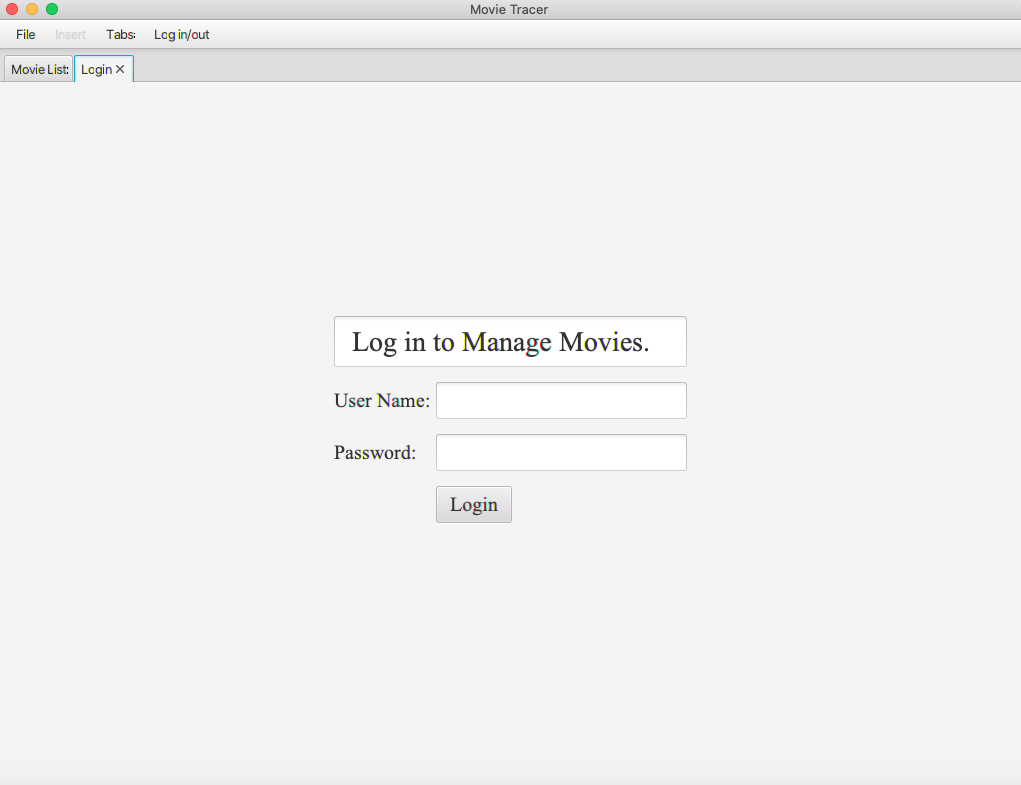 Movie Tracer
File Insert Tabs: Log in/out
Movie List: Login ✕
Log in to Manage Movies.
User Name:
Password:
Login